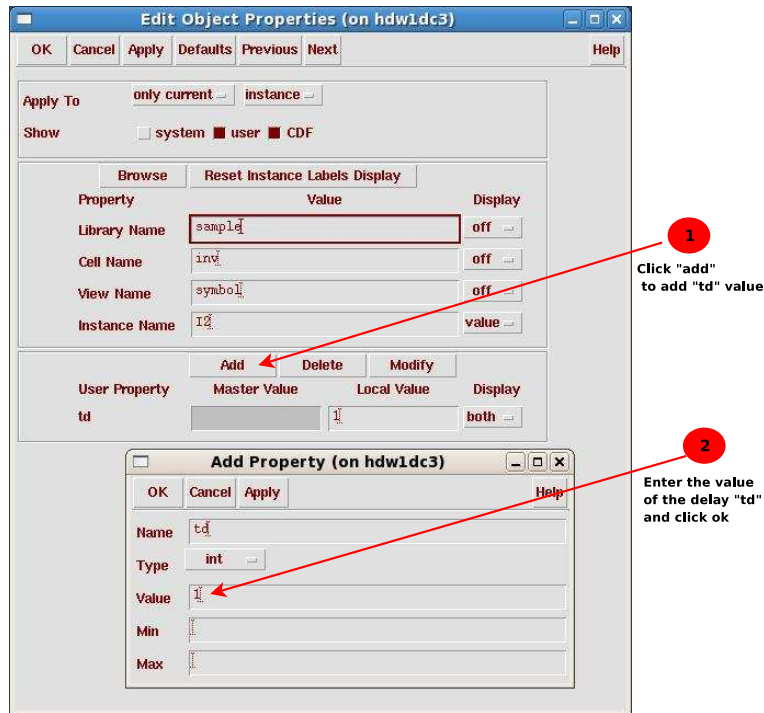 Edit Object Properties (on hdw1dc3)
OK Cancel Apply Defaults Previous Next Help
Apply To only current instance
Show system user CDF
Browse Reset Instance Labels Display
Property Value Display
Library Name sample off
Cell Name inv off
View Name symbol off
Instance Name I2 value
Add Delete Modify
User Property Master Value Local Value Display
td 1 both
Add Property (on hdw1dc3)
OK Cancel Apply Help
Name td
Type int
Value 1
Min
Max
1
Click "add"
to add "td" value
2
Enter the value
of the delay "td"
and click ok